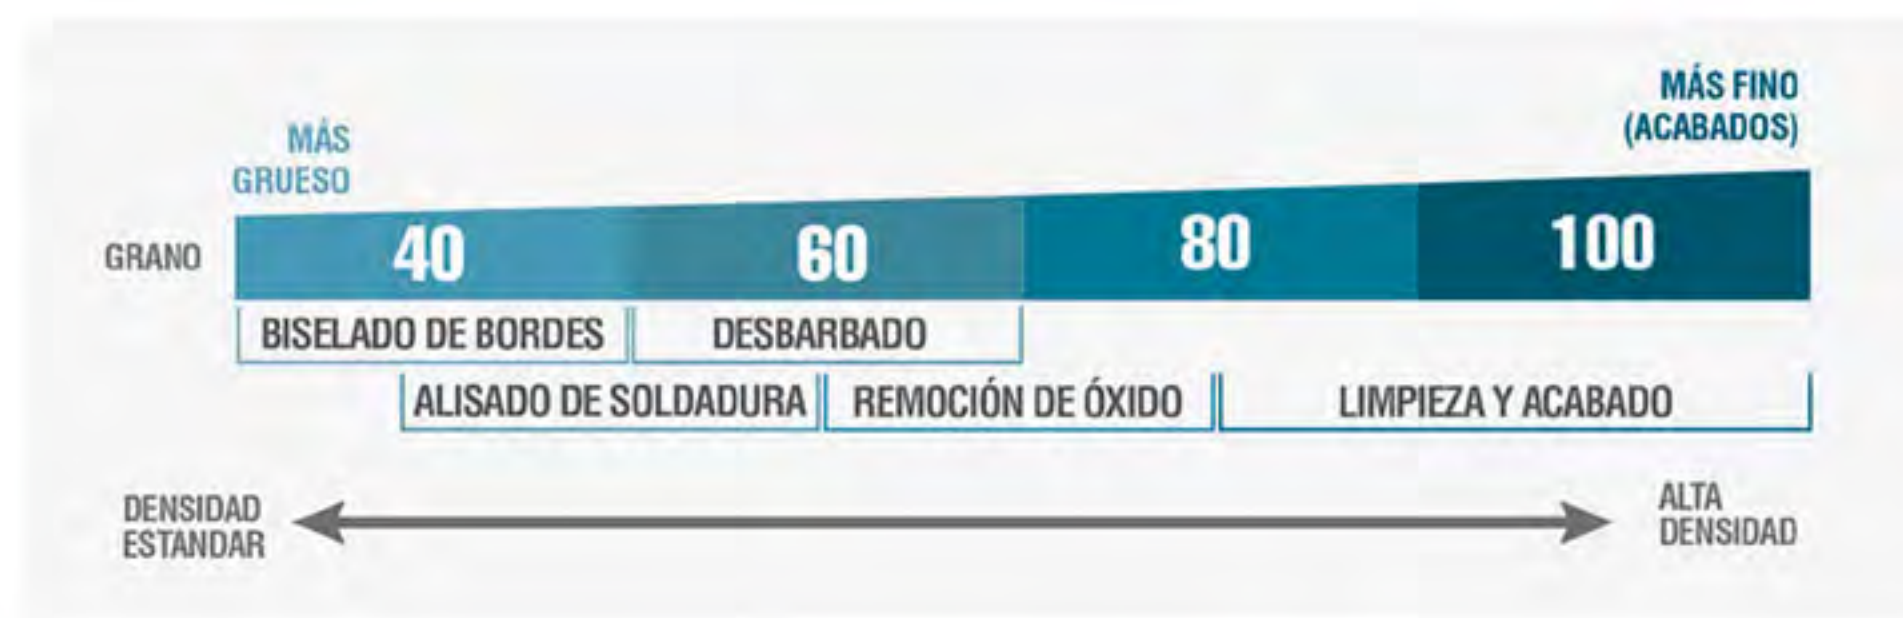 MÁS FINO
(ACABADOS)
MÁS
GRUESO
GRANO
40 60 80 100
BISELADO DE BORDES DESBARBADO
ALISADO DE SOLDADURA REMOCIÓN DE ÓXIDO LIMPIEZA Y ACABADO
DENSIDAD
ESTANDAR
ALTA
DENSIDAD